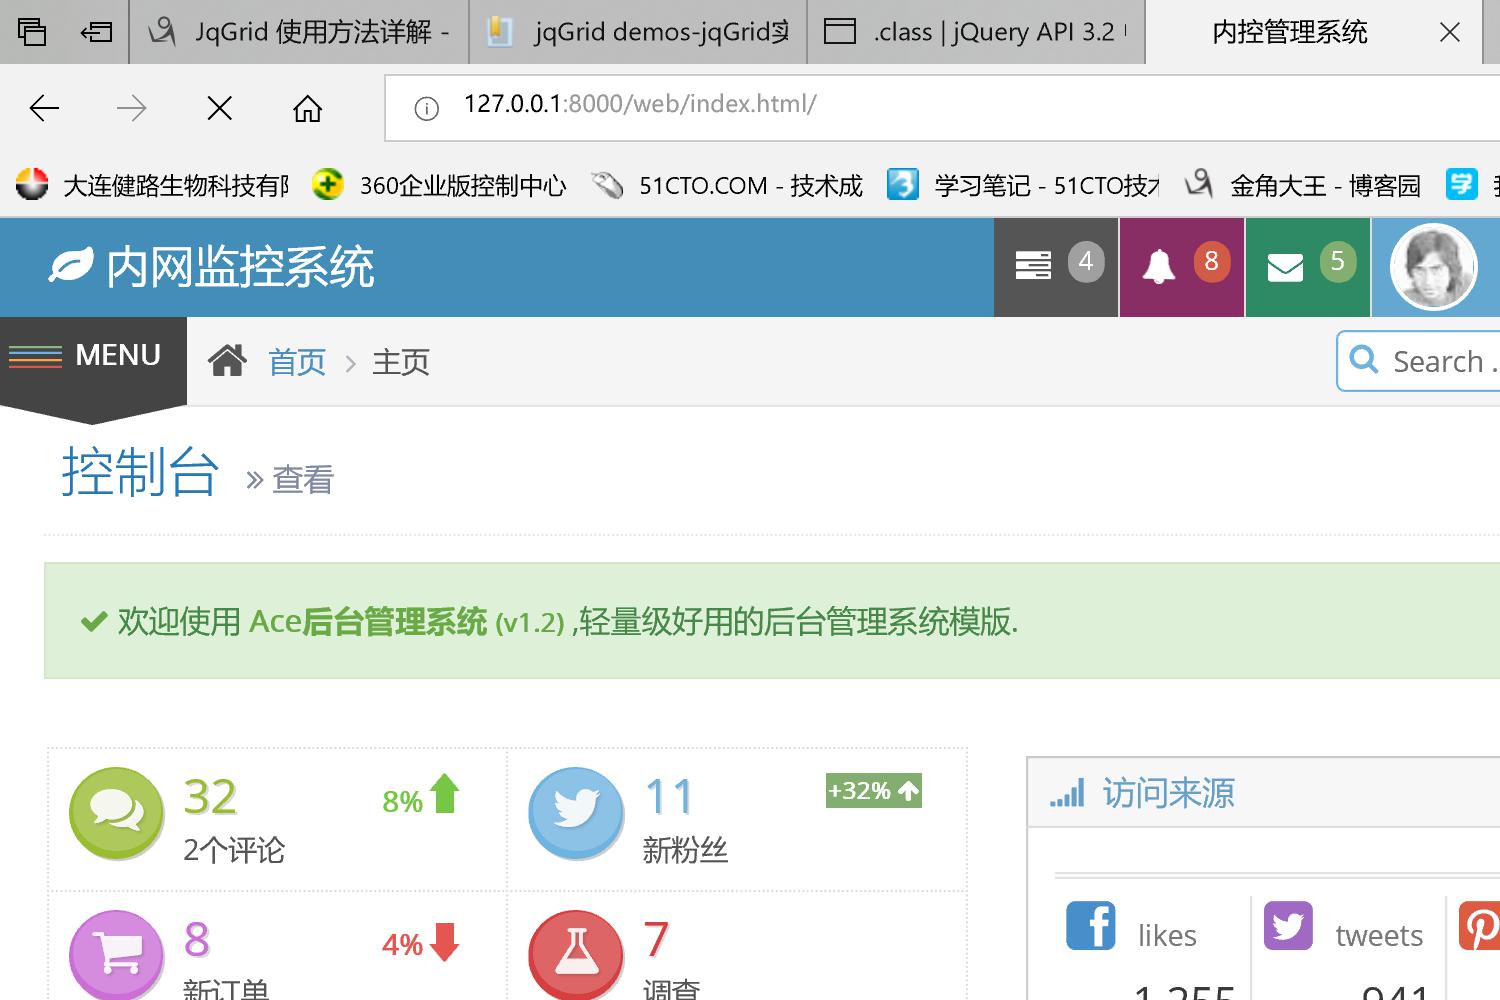 JqGrid 使用方法详解 -
jqGrid demos-jqGrid实
.class | jQuery API 3.2
内控管理系统
127.0.0.1:8000/web/index.html/
大连健路生物科技有限
360企业版控制中心
51CTO.COM - 技术成
学习笔记 - 51CTO技术
金角大王 - 博客园
学
内网监控系统
4
8
5
MENU
首页
主页
Search .
控制台
查看
欢迎使用 Ace后台管理系统 (v1.2) ,轻量级好用的后台管理系统模版.
32
8%
2个评论
11
+32%
新粉丝
访问来源
8
4%
新订单
7
调查
likes
tweets
1,255
941